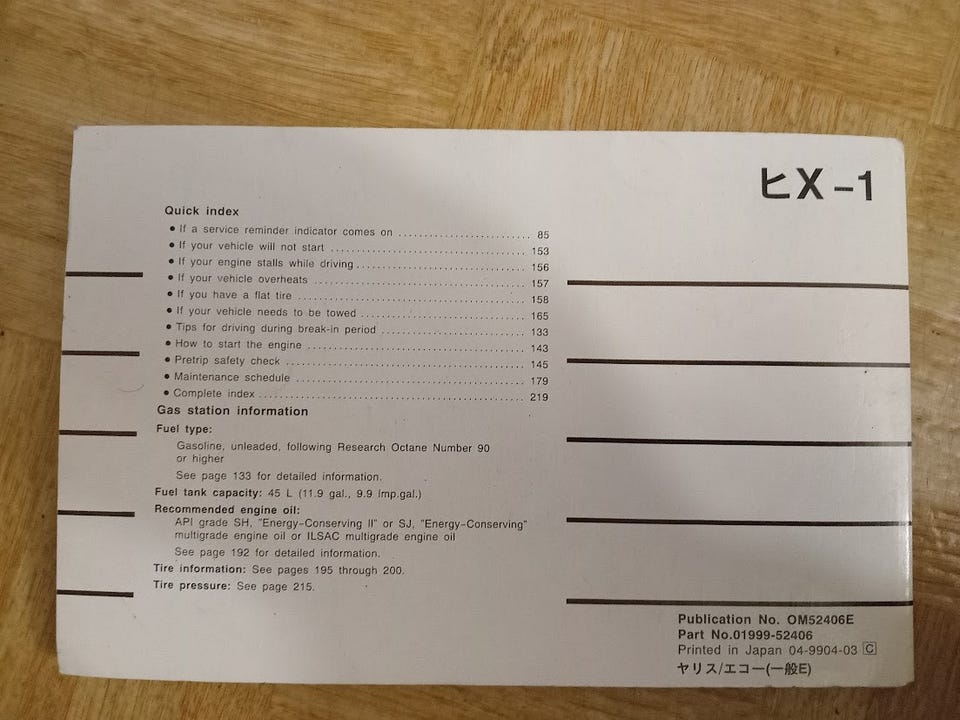 ヒX-1
Quick index
● If a service reminder indicator comes on ........................ 85
● If your vehicle will not start ................................... 153
● If your engine stalls while driving .............................. 156
● If your vehicle overheats ........................................ 157
● If you have a flat tire .......................................... 158
● If your vehicle needs to be towed ................................ 165
● Tips for driving during break-in period .......................... 133
● How to start the engine .......................................... 143
● Pretrip safety check ............................................. 145
● Maintenance schedule ............................................. 179
● Complete index ................................................... 219
Gas station information
Fuel type:
Gasoline, unleaded, following Research Octane Number 90
or higher
See page 133 for detailed information.
Fuel tank capacity: 45 L (11.9 gal., 9.9 Imp.gal.)
Recommended engine oil:
API grade SH, "Energy-Conserving II" or SJ, "Energy-Conserving"
multigrade engine oil or ILSAC multigrade engine oil
See page 192 for detailed information.
Tire information: See pages 195 through 200.
Tire pressure: See page 215.
Publication No. OM52406E
Part No.01999-52406
Printed in Japan 04-9904-03 C
ヤリス/エコー(一般E)